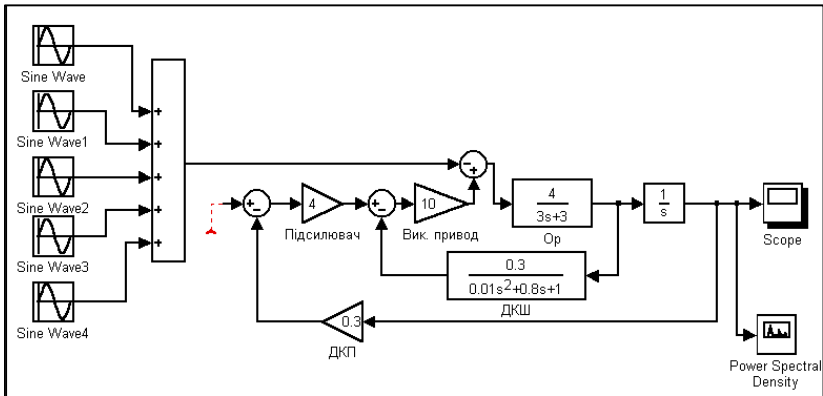 Sine Wave
Sine Wave1
Sine Wave2
Sine Wave3
Sine Wave4
+
+
+
+
+
+
−
4
Підсилювач
+
−
10
Вик. привод
−
+
+
−
4
3s+3
Ор
1
s
Scope
0.3
0.01s²+0.8s+1
ДКШ
0.3
ДКП
Power Spectral
Density